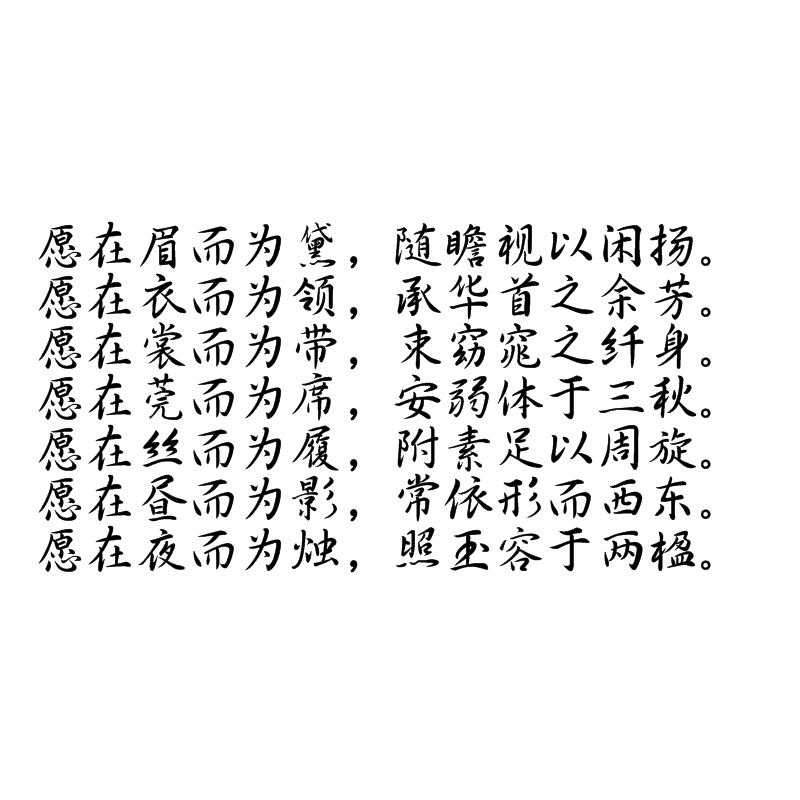 愿在眉而为黛，随瞻视以闲扬。
愿在衣而为领，承华首之余芳。
愿在裳而为带，束窈窕之纤身。
愿在莞而为席，安弱体于三秋。
愿在丝而为履，附素足以周旋。
愿在昼而为影，常依形而西东。
愿在夜而为烛，照玉容于两楹。